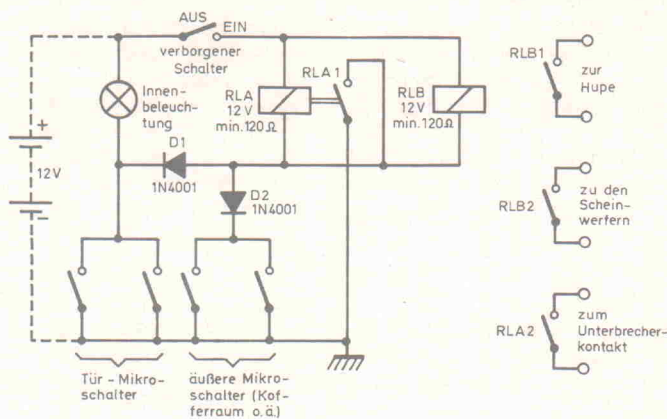 AUS
EIN
verborgener
Schalter
Innen-
beleuch-
tung
RLA
12 V
min.120Ω
RLA 1
RLB
12 V
min.120Ω
RLB1
zur
Hupe
D1
1N4001
D2
1N4001
+
12V
−
RLB2
zu den
Schein-
werfern
RLA2
zum
Unterbrecher-
kontakt
Tür - Mikro-
schalter
äußere Mikro-
schalter (Kof-
ferraum o.ä.)